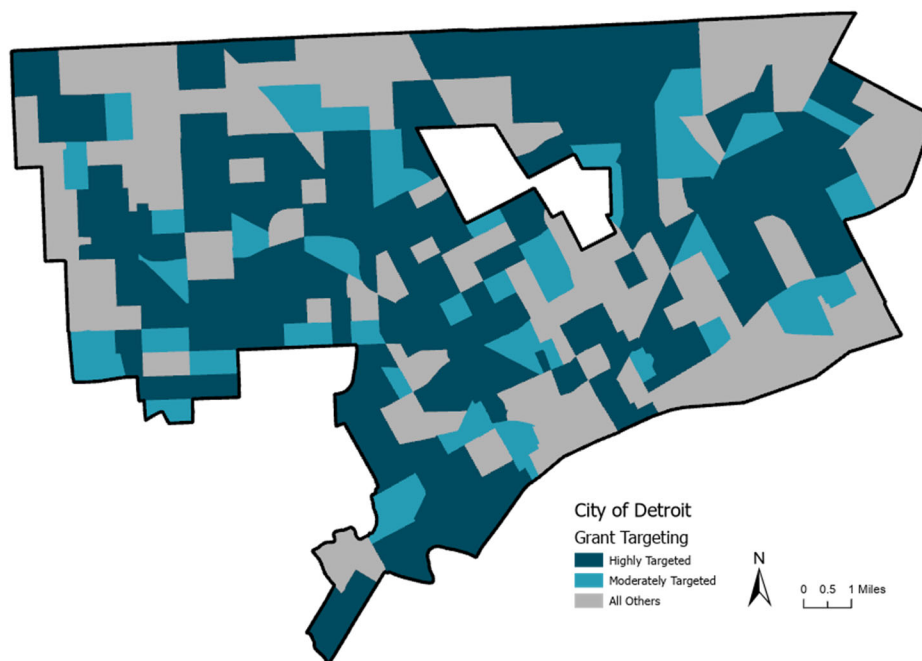 City of Detroit
Grant Targeting
Highly Targeted
Moderately Targeted
All Others
N
0 0.5 1 Miles